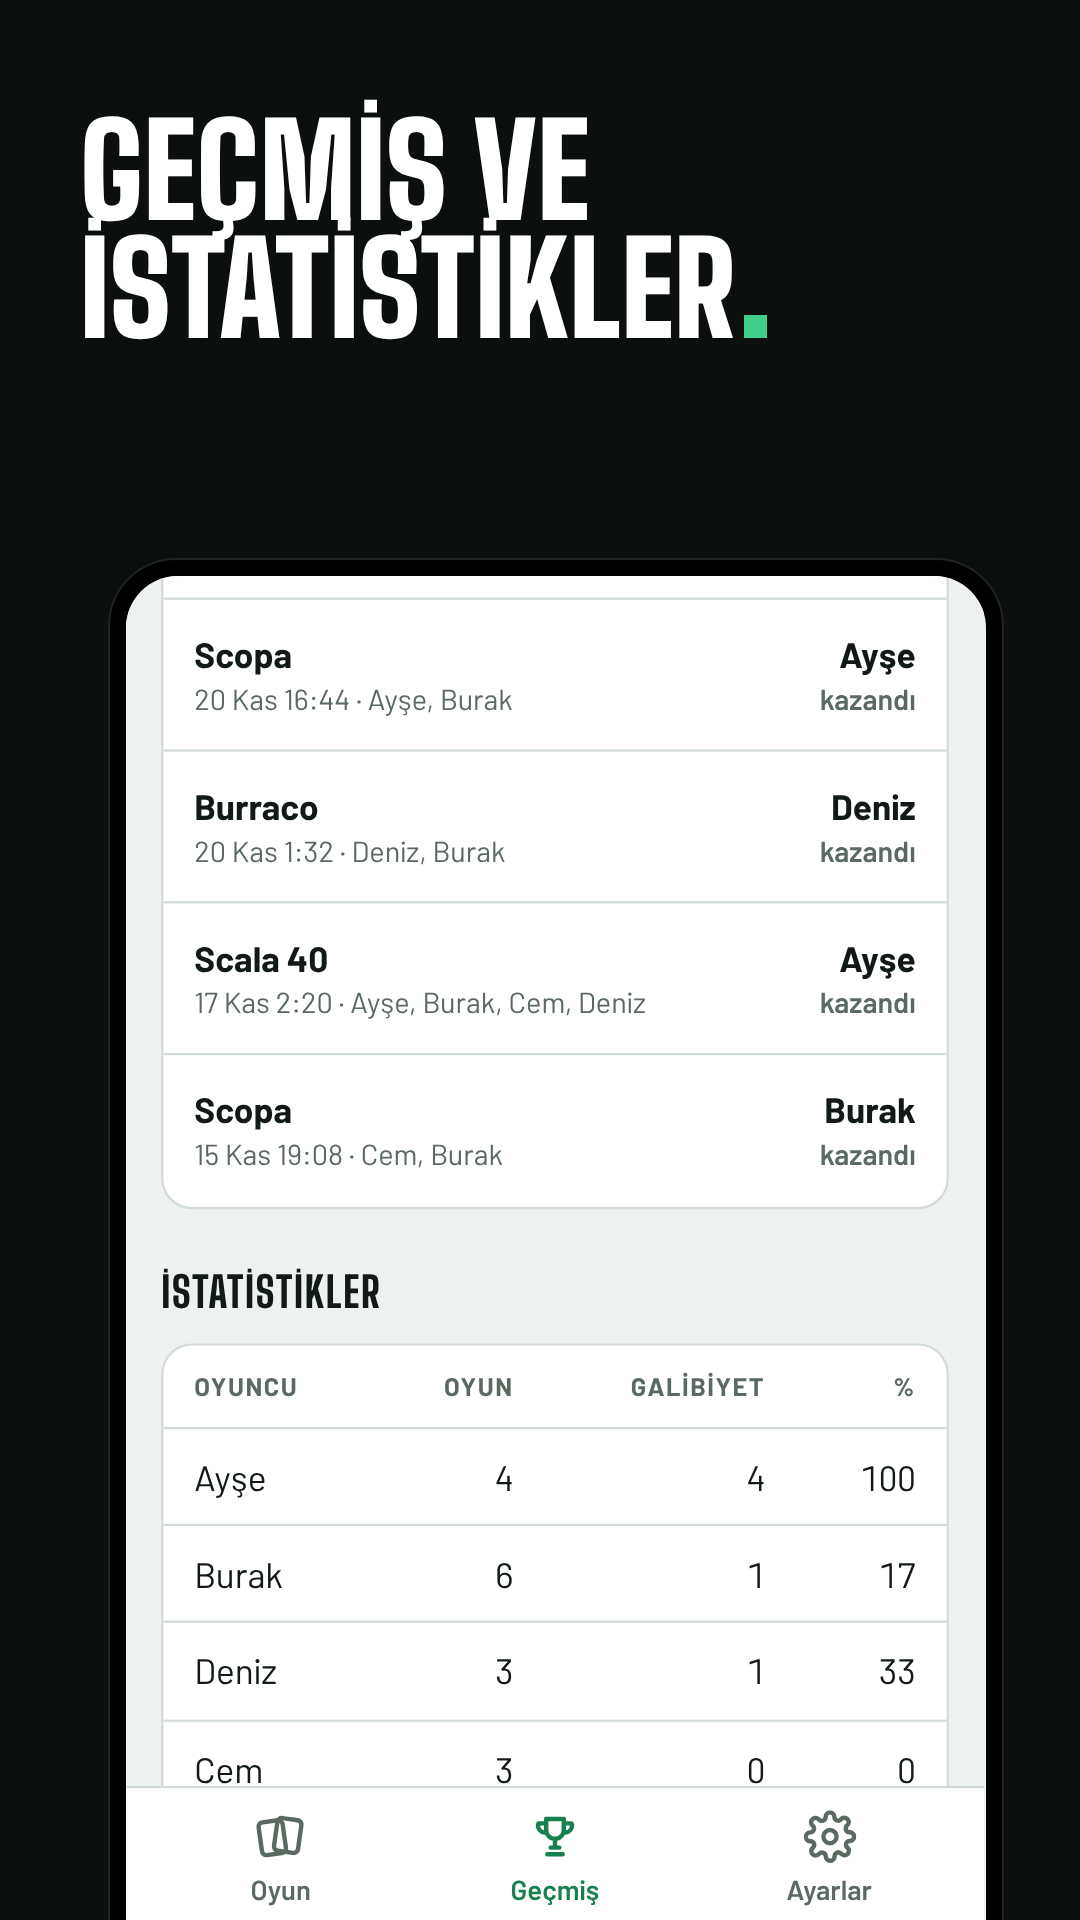 GEÇMİŞ VE
İSTATİSTİKLER.
Scopa Ayşe
20 Kas 16:44 · Ayşe, Burak kazandı
Burraco Deniz
20 Kas 1:32 · Deniz, Burak kazandı
Scala 40 Ayşe
17 Kas 2:20 · Ayşe, Burak, Cem, Deniz kazandı
Scopa Burak
15 Kas 19:08 · Cem, Burak kazandı
İSTATİSTİKLER
OYUNCU OYUN GALİBİYET %
Ayşe 4 4 100
Burak 6 1 17
Deniz 3 1 33
Cem 3 0 0
Oyun Geçmiş Ayarlar